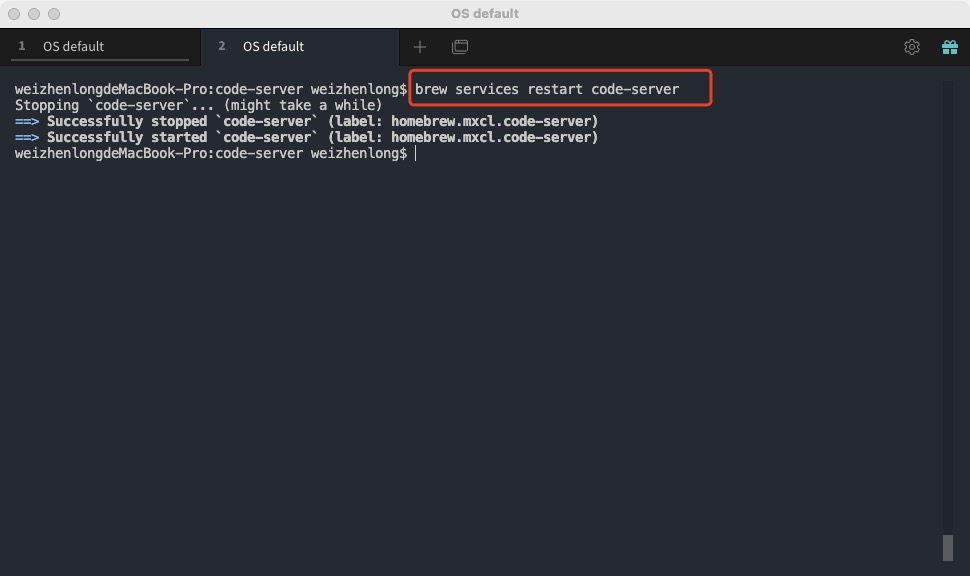 OS default
1 OS default
2 OS default
weizhenlongdeMacBook-Pro:code-server weizhenlong$ brew services restart code-server
Stopping `code-server`... (might take a while)
==> Successfully stopped `code-server` (label: homebrew.mxcl.code-server)
==> Successfully started `code-server` (label: homebrew.mxcl.code-server)
weizhenlongdeMacBook-Pro:code-server weizhenlong$